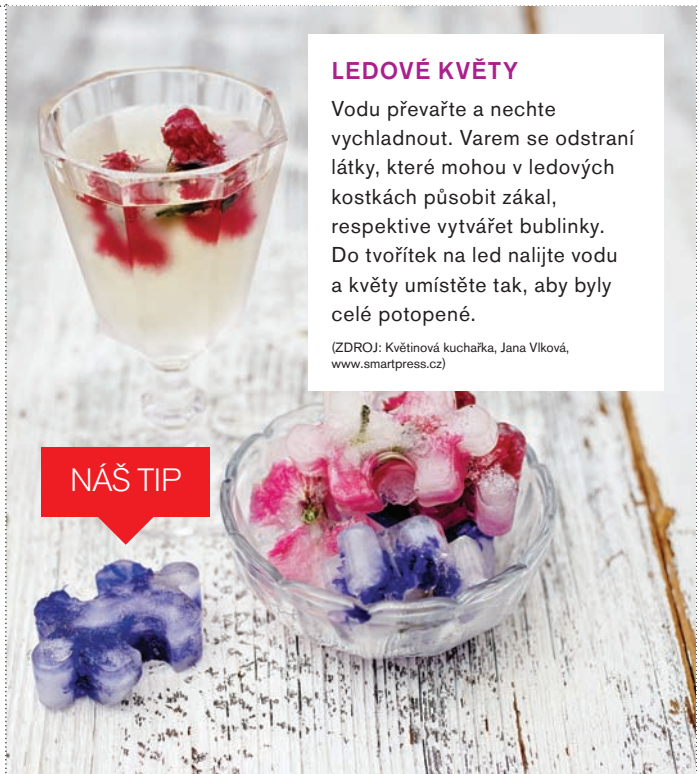 LEDOVÉ KVĚTY
Vodu převařte a nechte
vychladnout. Varem se odstraní
látky, které mohou v ledových
kostkách působit zákal,
respektive vytvářet bublinky.
Do tvořítek na led nalijte vodu
a květy umístěte tak, aby byly
celé potopené.
(ZDROJ: Květinová kuchařka, Jana Vlková,
www.smartpress.cz)
NÁŠ TIP